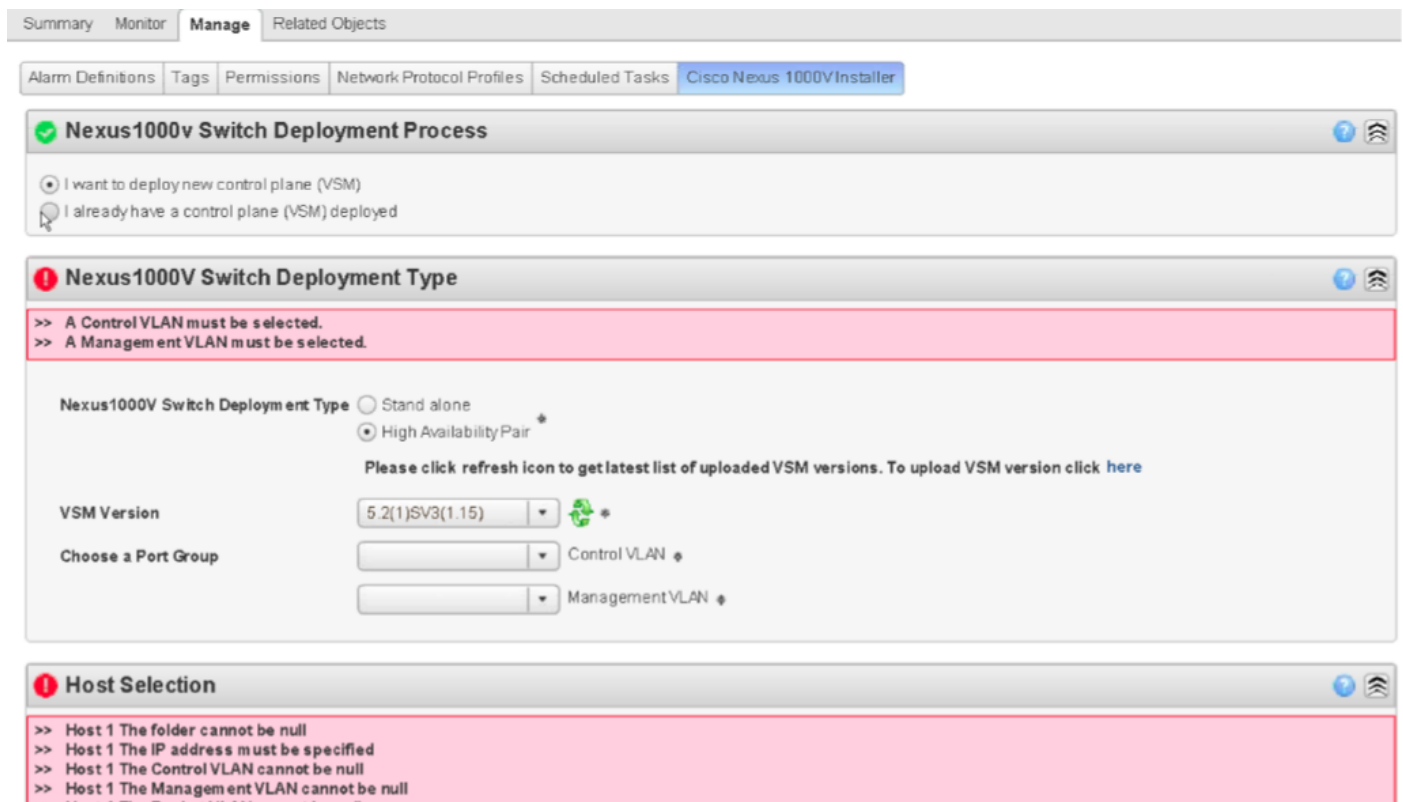 Summary Monitor Manage Related Objects
Alarm Definitions Tags Permissions Network Protocol Profiles Scheduled Tasks Cisco Nexus 1000V Installer
Nexus1000v Switch Deployment Process
I want to deploy new control plane (VSM)
I already have a control plane (VSM) deployed
Nexus1000V Switch Deployment Type
>> A Control VLAN must be selected.
>> A Management VLAN must be selected.
Nexus1000V Switch Deployment Type Stand alone
High Availability Pair *
Please click refresh icon to get latest list of uploaded VSM versions. To upload VSM version click here
VSM Version 5.2(1)SV3(1.15) *
Choose a Port Group Control VLAN *
Management VLAN *
Host Selection
>> Host 1 The folder cannot be null
>> Host 1 The IP address must be specified
>> Host 1 The Control VLAN cannot be null
>> Host 1 The Management VLAN cannot be null